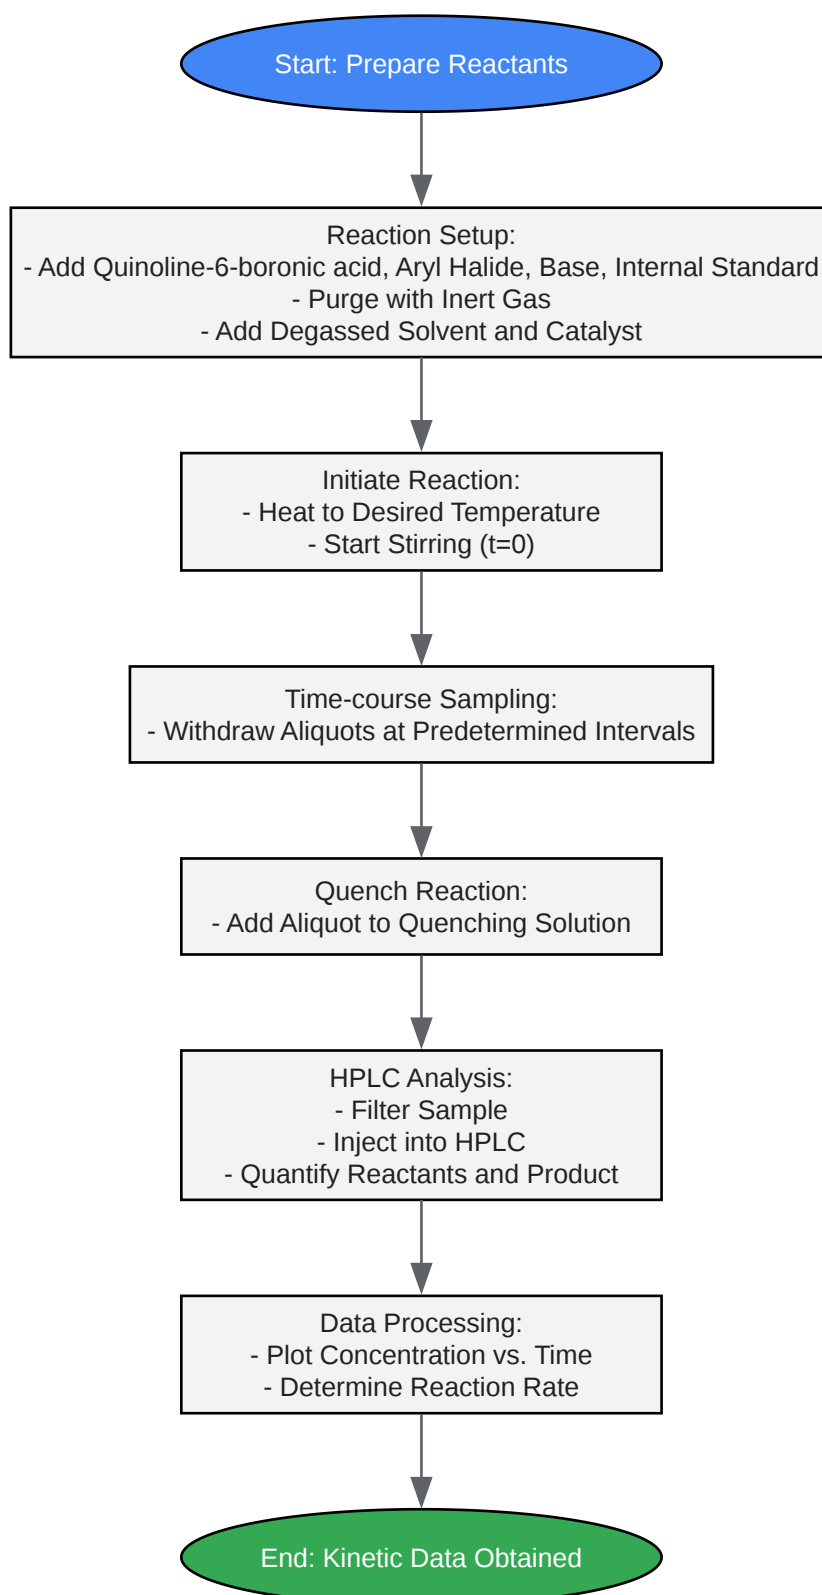 Start: Prepare Reactants
Reaction Setup:
- Add Quinoline-6-boronic acid, Aryl Halide, Base, Internal Standard
- Purge with Inert Gas
- Add Degassed Solvent and Catalyst
Initiate Reaction:
- Heat to Desired Temperature
- Start Stirring (t=0)
Time-course Sampling:
- Withdraw Aliquots at Predetermined Intervals
Quench Reaction:
- Add Aliquot to Quenching Solution
HPLC Analysis:
- Filter Sample
- Inject into HPLC
- Quantify Reactants and Product
Data Processing:
- Plot Concentration vs. Time
- Determine Reaction Rate
End: Kinetic Data Obtained